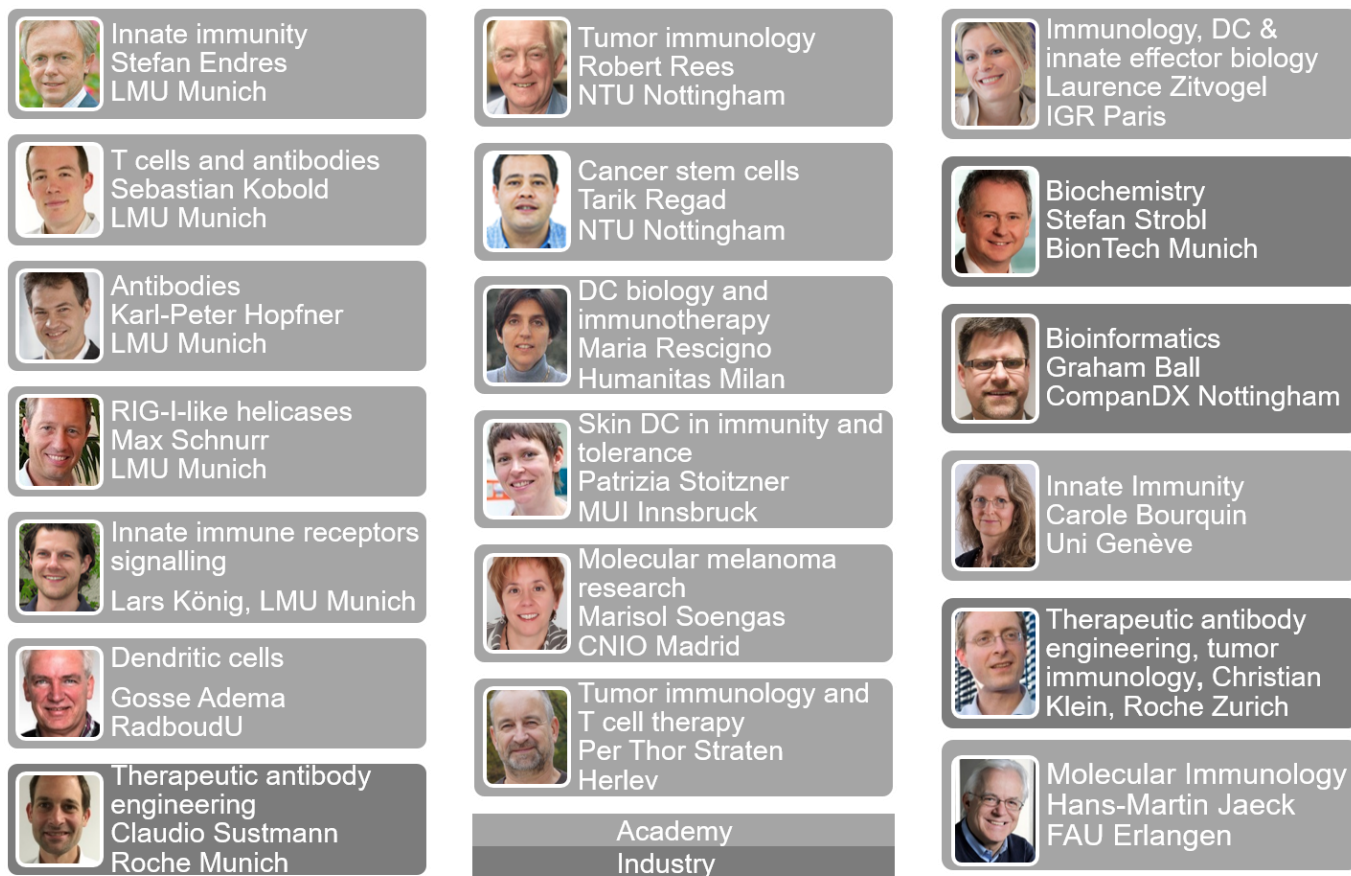 Innate immunity
Stefan Endres
LMU Munich
T cells and antibodies
Sebastian Kobold
LMU Munich
Antibodies
Karl-Peter Hopfner
LMU Munich
RIG-I-like helicases
Max Schnurr
LMU Munich
Innate immune receptors
signalling
Lars König, LMU Munich
Dendritic cells
Gosse Adema
RadboudU
Therapeutic antibody
engineering
Claudio Sustmann
Roche Munich
Tumor immunology
Robert Rees
NTU Nottingham
Cancer stem cells
Tarik Regad
NTU Nottingham
DC biology and
immunotherapy
Maria Rescigno
Humanitas Milan
Skin DC in immunity and
tolerance
Patrizia Stoitzner
MUI Innsbruck
Molecular melanoma
research
Marisol Soengas
CNIO Madrid
Tumor immunology and
T cell therapy
Per Thor Straten
Herlev
Academy
Industry
Immunology, DC &
innate effector biology
Laurence Zitvogel
IGR Paris
Biochemistry
Stefan Strobl
BionTech Munich
Bioinformatics
Graham Ball
CompanDX Nottingham
Innate Immunity
Carole Bourquin
Uni Genève
Therapeutic antibody
engineering, tumor
immunology, Christian
Klein, Roche Zurich
Molecular Immunology
Hans-Martin Jaeck
FAU Erlangen